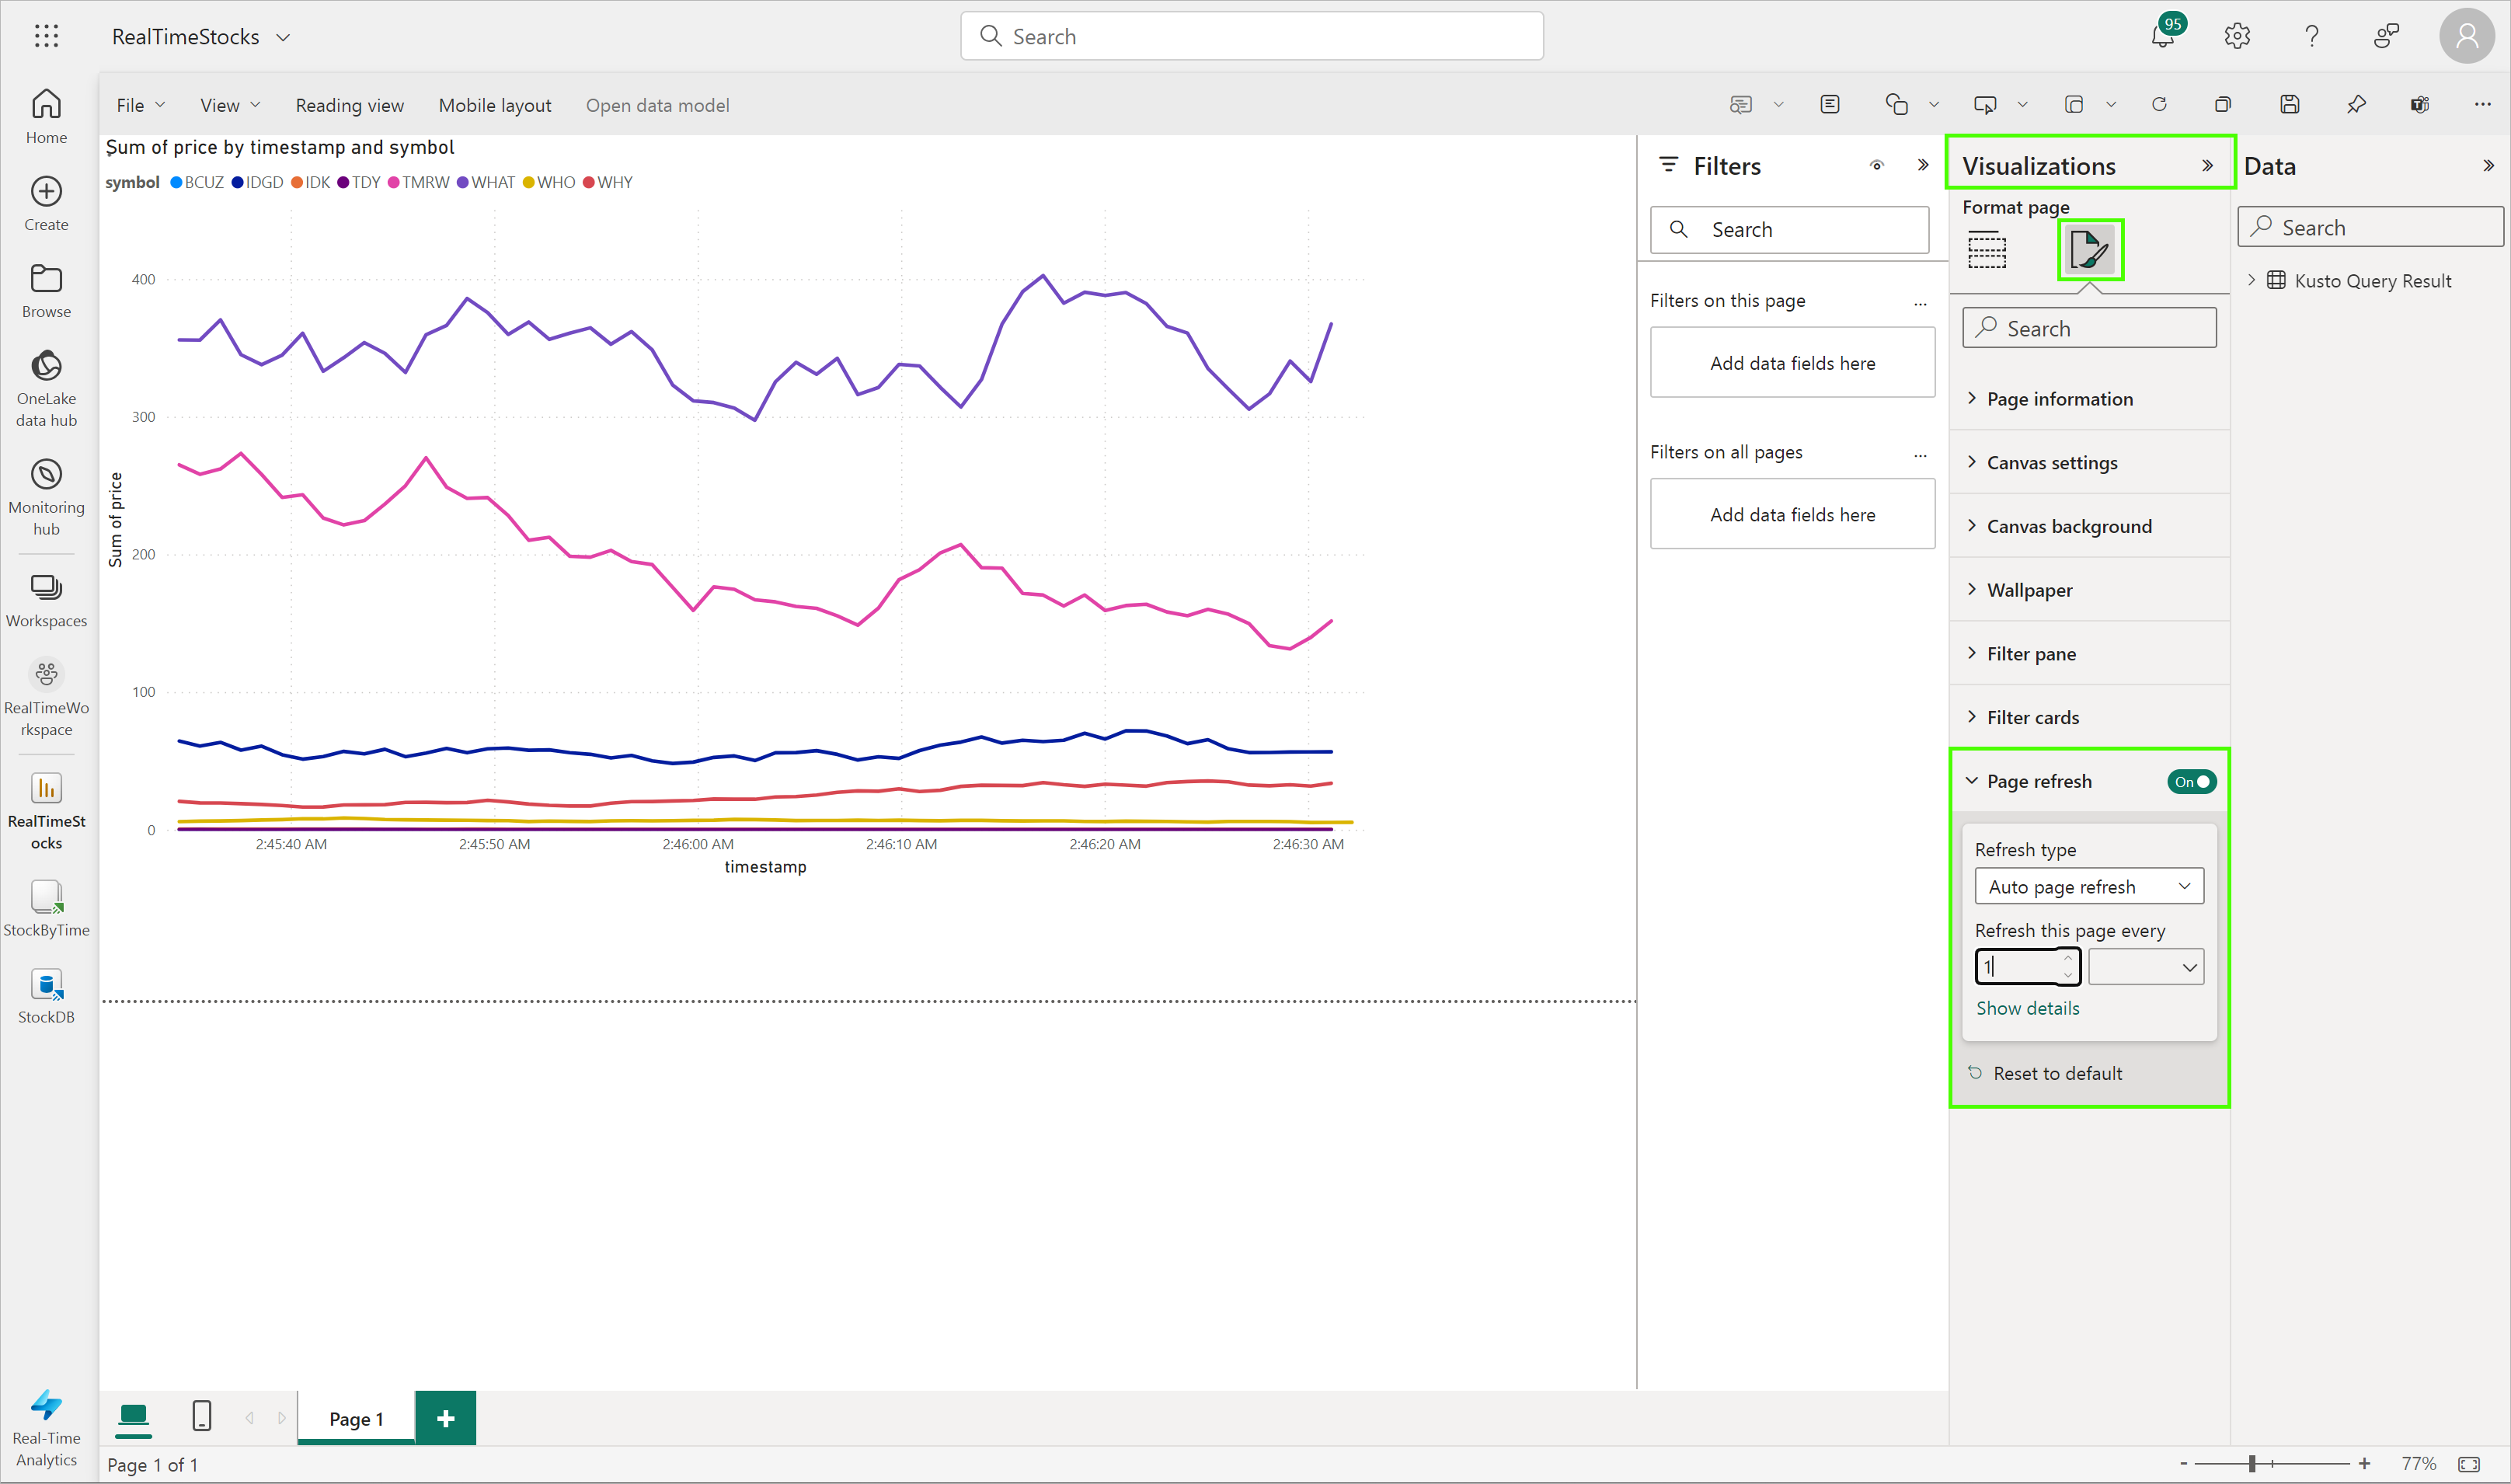 RealTimeStocks
Search
95
Home
Create
Browse
OneLake
data hub
Monitoring
hub
Workspaces
RealTimeWo
rkspace
RealTimeSt
ocks
StockByTime
StockDB
Real-Time
Analytics
File
View
Reading view
Mobile layout
Open data model
Sum of price by timestamp and symbol
symbol BCUZ IDGD IDK TDY TMRW WHAT WHO WHY
Sum of price
400
300
200
100
0
2:45:40 AM 2:45:50 AM 2:46:00 AM 2:46:10 AM 2:46:20 AM 2:46:30 AM
timestamp
Filters
Search
Filters on this page ...
Add data fields here
Filters on all pages ...
Add data fields here
Visualizations
Format page
Search
Page information
Canvas settings
Canvas background
Wallpaper
Filter pane
Filter cards
Page refresh On
Refresh type
Auto page refresh
Refresh this page every
1
Show details
Reset to default
Data
Search
Kusto Query Result
Page 1 +
Page 1 of 1
- + 77%